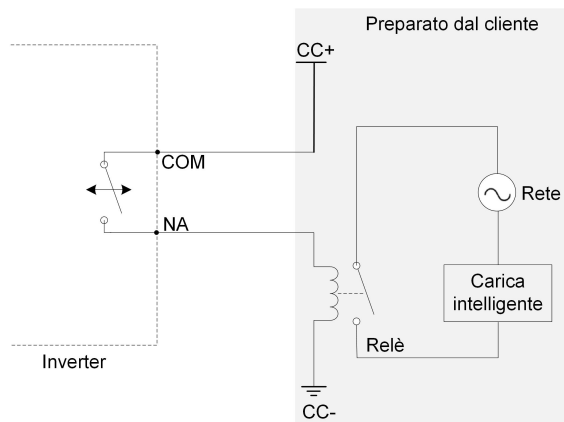 Preparato dal cliente
CC+
COM
NA
Rete
Carica
intelligente
Relè
Inverter
CC-